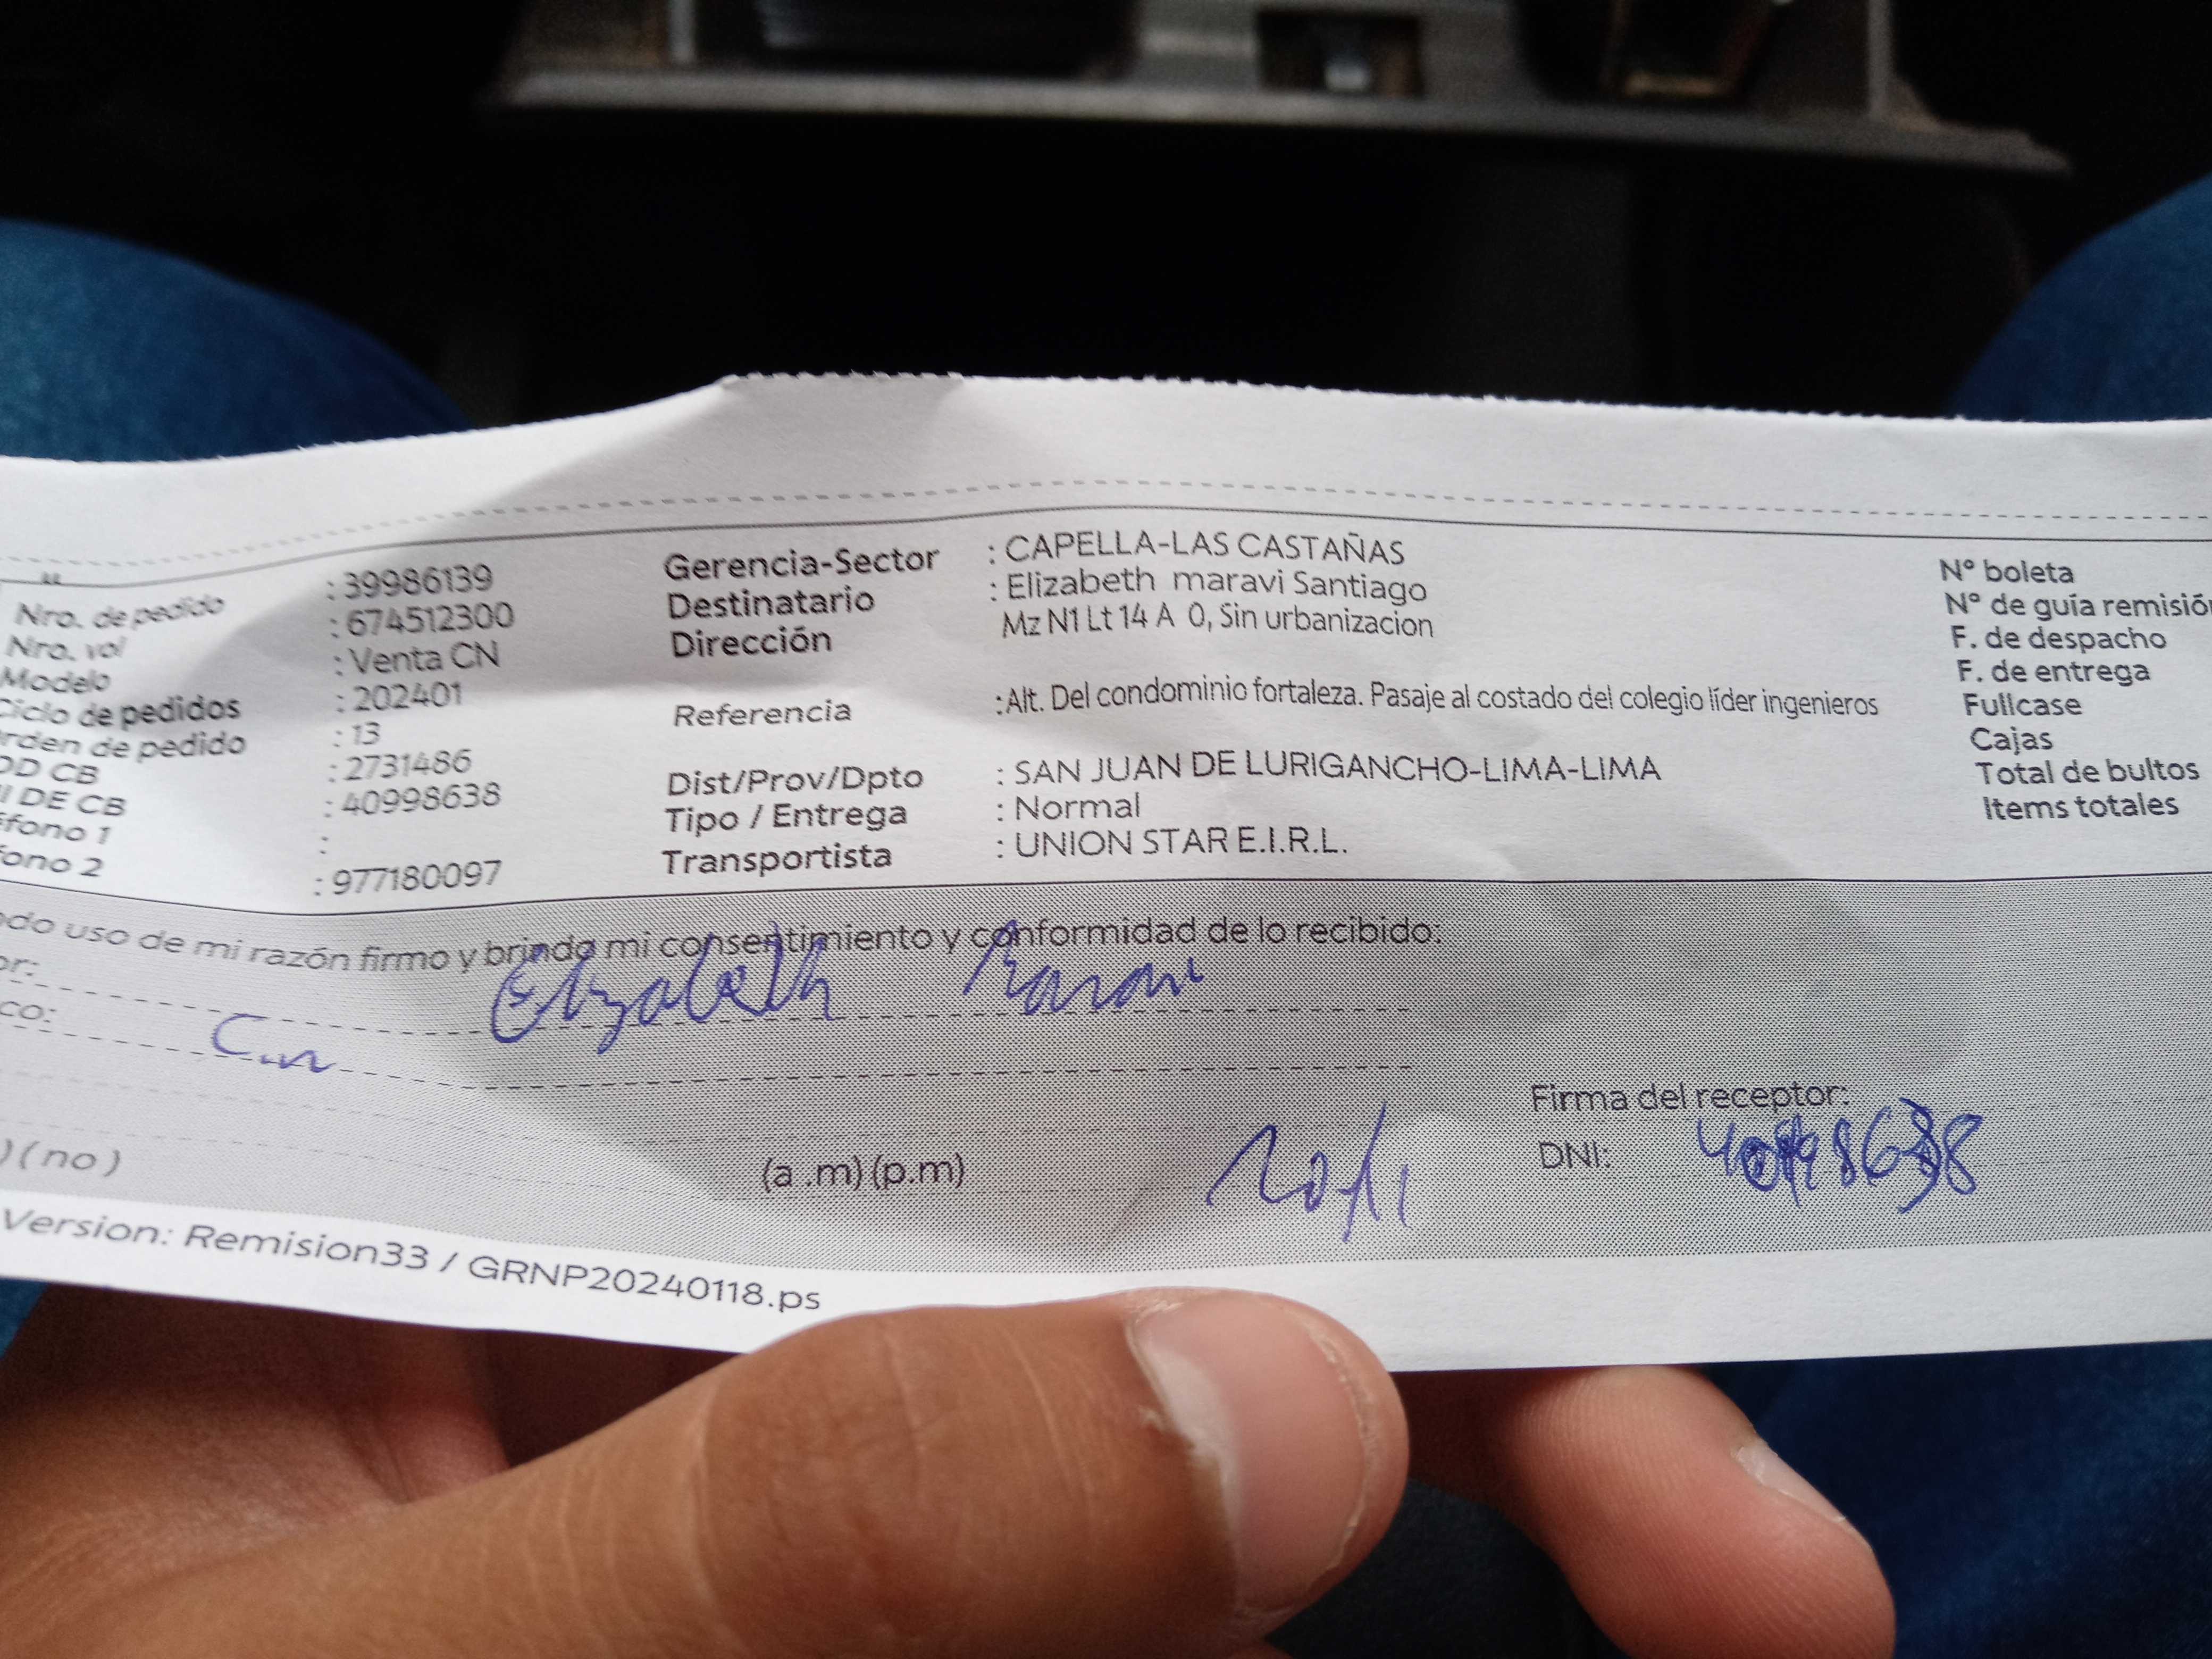 Nro. de pedido : 39986139
Nro. vol : 674512300
Modelo : Venta CN
Ciclo de pedidos : 202401
rden de pedido : 13
OD CB : 2731486
I DE CB : 40998638
éfono 1 :
fono 2 : 977180097
Gerencia-Sector : CAPELLA-LAS CASTAÑAS
Destinatario : Elizabeth maravi Santiago
Dirección Mz N1 Lt 14 A 0, Sin urbanizacion
Referencia : Alt. Del condominio fortaleza. Pasaje al costado del colegio líder ingenieros
Dist/Prov/Dpto : SAN JUAN DE LURIGANCHO-LIMA-LIMA
Tipo / Entrega : Normal
Transportista : UNION STAR E.I.R.L.
N° boleta
N° de guía remisió
F. de despacho
F. de entrega
Fullcase
Cajas
Total de bultos
Items totales
do uso de mi razón firmo y brindo mi consentimiento y conformidad de lo recibido:
or: Elizabeth
co:
Firma del receptor:
) ( no ) (a .m) (p.m) DNI:
Version: Remision33 / GRNP20240118.ps